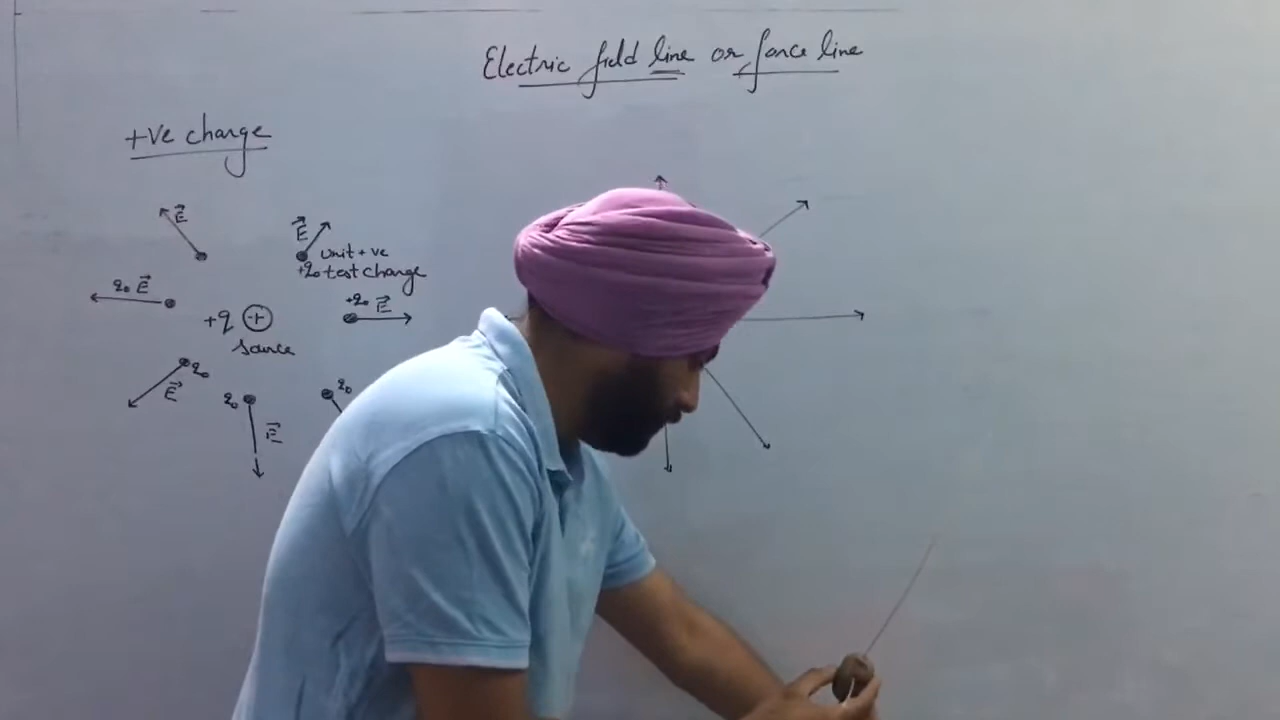 Electric field line or force line
+ve charge
E
E
unit +ve
+q₀ test charge
q₀ E
+q₀ E
+q +
source
q₀
E
q₀
E
q₀